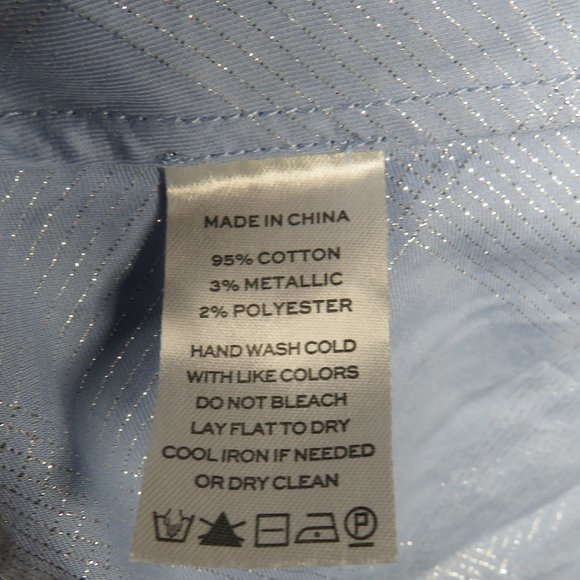 MADE IN CHINA
95% COTTON
3% METALLIC
2% POLYESTER
HAND WASH COLD
WITH LIKE COLORS
DO NOT BLEACH
LAY FLAT TO DRY
COOL IRON IF NEEDED
OR DRY CLEAN
P